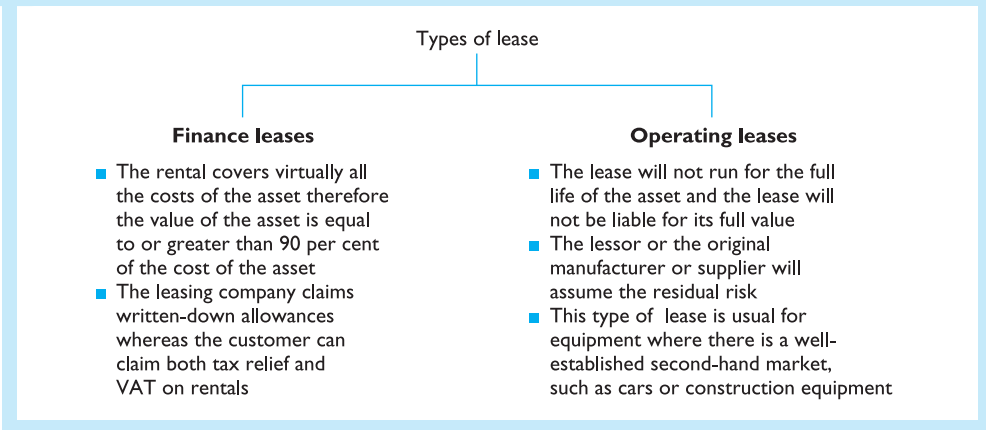 Types of lease
Finance leases
The rental covers virtually all
the costs of the asset therefore
the value of the asset is equal
to or greater than 90 per cent
of the cost of the asset
The leasing company claims
written-down allowances
whereas the customer can
claim both tax relief and
VAT on rentals
Operating leases
The lease will not run for the full
life of the asset and the lease will
not be liable for its full value
The lessor or the original
manufacturer or supplier will
assume the residual risk
This type of lease is usual for
equipment where there is a well-
established second-hand market,
such as cars or construction equipment